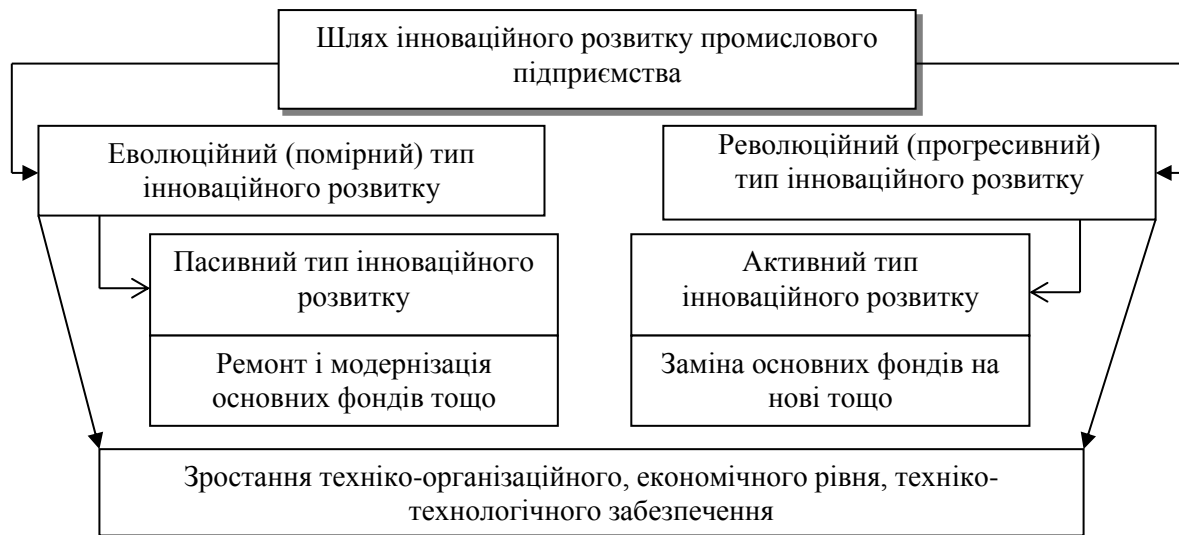 Шлях інноваційного розвитку промислового
підприємства
Еволюційний (помірний) тип
інноваційного розвитку
Революційний (прогресивний)
тип інноваційного розвитку
Пасивний тип інноваційного
розвитку
Активний тип
інноваційного розвитку
Ремонт і модернізація
основних фондів тощо
Заміна основних фондів на
нові тощо
Зростання техніко-організаційного, економічного рівня, техніко-
технологічного забезпечення